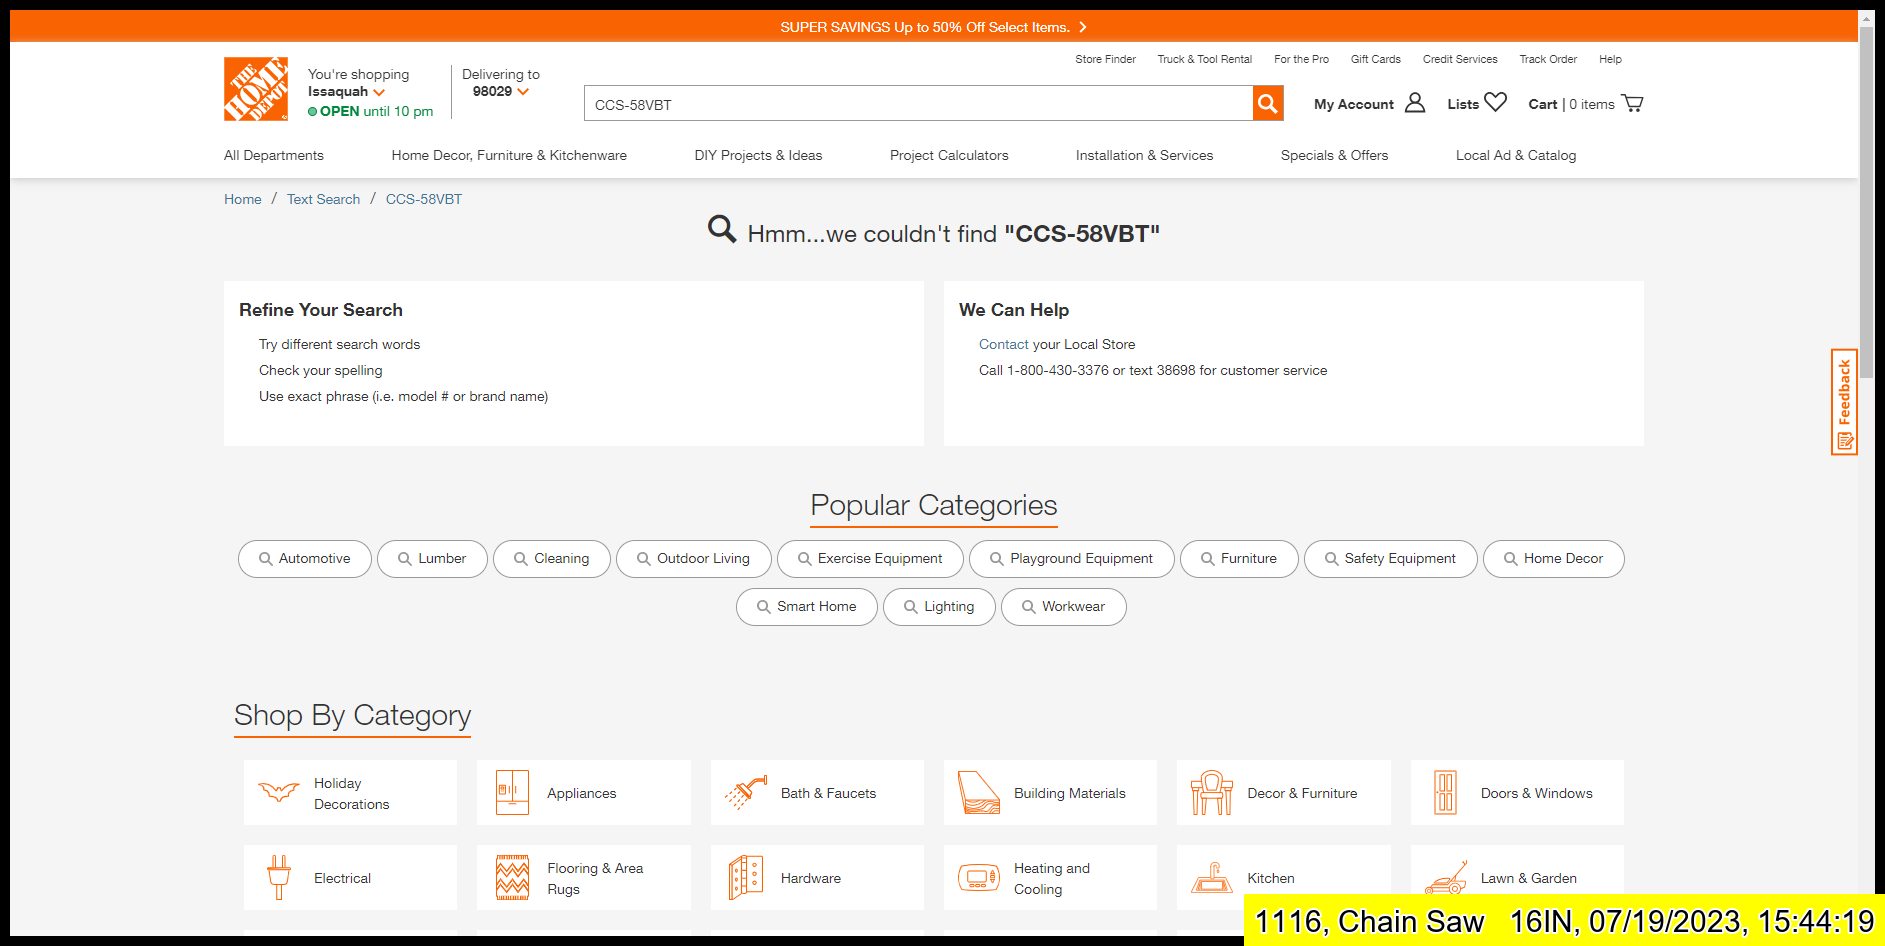 SUPER SAVINGS Up to 50% Off Select Items.
Store Finder Truck & Tool Rental For the Pro Gift Cards Credit Services Track Order Help
THE HOME DEPOT
You're shopping
Issaquah
OPEN until 10 pm
Delivering to
98029
CCS-58VBT
My Account Lists Cart | 0 items
All Departments Home Decor, Furniture & Kitchenware DIY Projects & Ideas Project Calculators Installation & Services Specials & Offers Local Ad & Catalog
Home / Text Search / CCS-58VBT
Hmm...we couldn't find "CCS-58VBT"
Refine Your Search
Try different search words
Check your spelling
Use exact phrase (i.e. model # or brand name)
We Can Help
Contact your Local Store
Call 1-800-430-3376 or text 38698 for customer service
Feedback
Popular Categories
Automotive Lumber Cleaning Outdoor Living Exercise Equipment Playground Equipment Furniture Safety Equipment Home Decor
Smart Home Lighting Workwear
Shop By Category
Holiday
Decorations
Appliances
Bath & Faucets
Building Materials
Decor & Furniture
Doors & Windows
Electrical
Flooring & Area
Rugs
Hardware
Heating and
Cooling
Kitchen
Lawn & Garden
1116, Chain Saw 16IN, 07/19/2023, 15:44:19